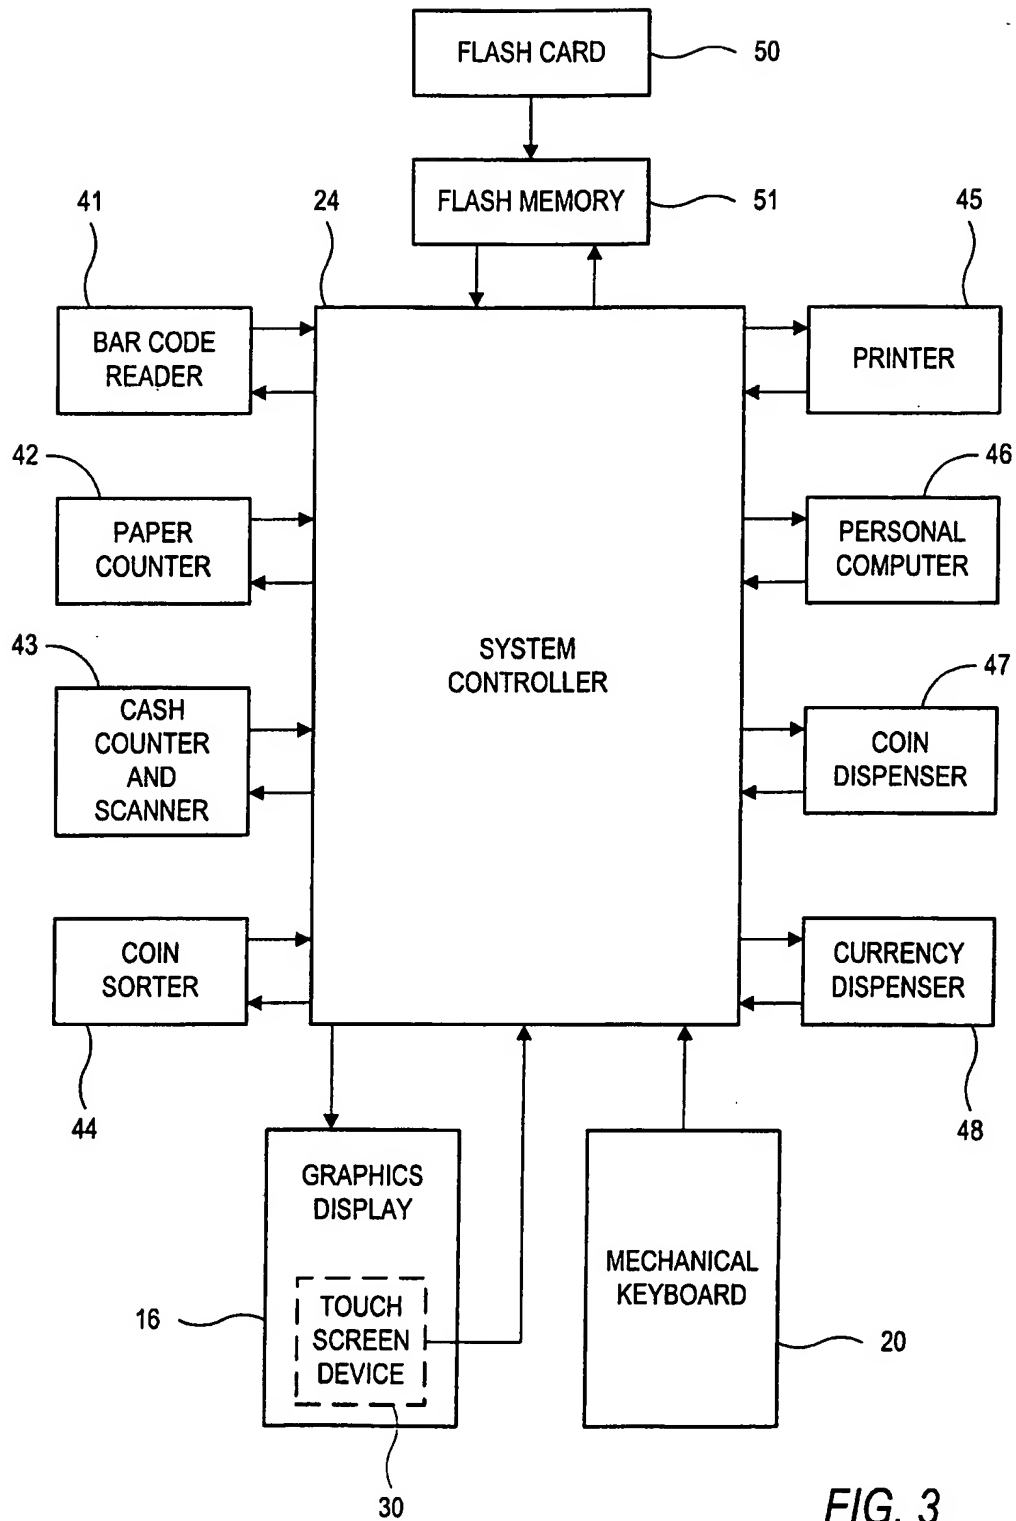 FLASH CARD
50
FLASH MEMORY
51
41
24
45
BAR CODE
READER
PRINTER
42
46
PAPER
COUNTER
PERSONAL
COMPUTER
43
SYSTEM
CONTROLLER
47
CASH
COUNTER
AND
SCANNER
COIN
DISPENSER
COIN
SORTER
CURRENCY
DISPENSER
44
48
GRAPHICS
DISPLAY
MECHANICAL
KEYBOARD
16
TOUCH
SCREEN
DEVICE
20
30
FIG. 3